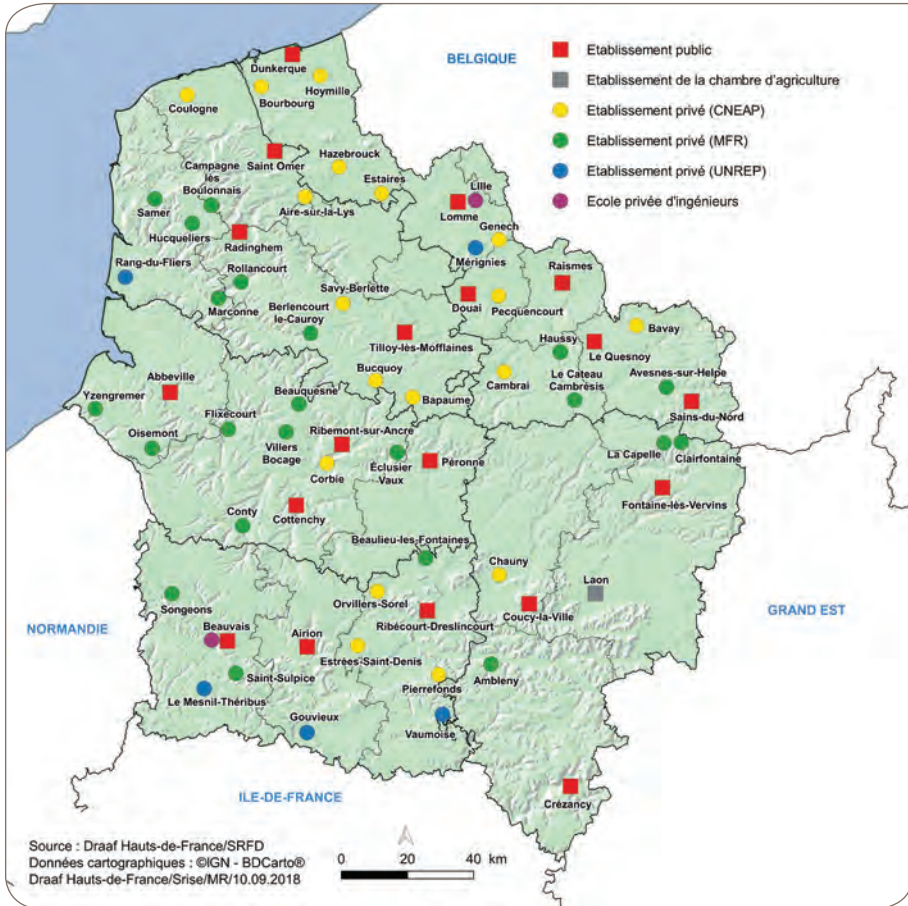 BELGIQUE
Etablissement public
Etablissement de la chambre d'agriculture
Etablissement privé (CNEAP)
Etablissement privé (MFR)
Etablissement privé (UNREP)
Ecole privée d'ingénieurs
Dunkerque
Hoymille
Bourbourg
Coulogne
Saint Omer
Hazebrouck
Estaires
Campagne
lès
Boulonnais
Samer
Aire-sur-la-Lys
Lille
Lomme
Genech
Hucqueliers
Radinghem
Mérignies
Rang-du-Fliers
Rollancourt
Raismes
Savy-Berlette
Marconne
Berlencourt
le-Cauroy
Douai
Pecquencourt
Bavay
Tilloy-lès-Mofflaines
Haussy
Le Quesnoy
Bucquoy
Cambrai
Le Cateau
Cambrésis
Avesnes-sur-Helpe
Abbeville
Beauquesne
Bapaume
Sains-du-Nord
Yzengremer
Flixecourt
Ribemont-sur-Ancre
Oisemont
Villers
Bocage
Éclusier
Vaux
Péronne
La Capelle
Clairfontaine
Corbie
Fontaine-lès-Vervins
Conty
Cottenchy
Beaulieu-les-Fontaines
Chauny
Laon
Songeons
Orvillers-Sorel
Coucy-la-Ville
GRAND EST
NORMANDIE
Beauvais
Airion
Ribécourt-Dreslincourt
Estrées-Saint-Denis
Saint-Sulpice
Pierrefonds
Ambleny
Le Mesnil-Théribus
Gouvieux
Vaumoise
ILE-DE-FRANCE
Crézancy
Source : Draaf Hauts-de-France/SRFD
Données cartographiques : ©IGN - BDCarto®
Draaf Hauts-de-France/Srise/MR/10.09.2018
0 20 40 km